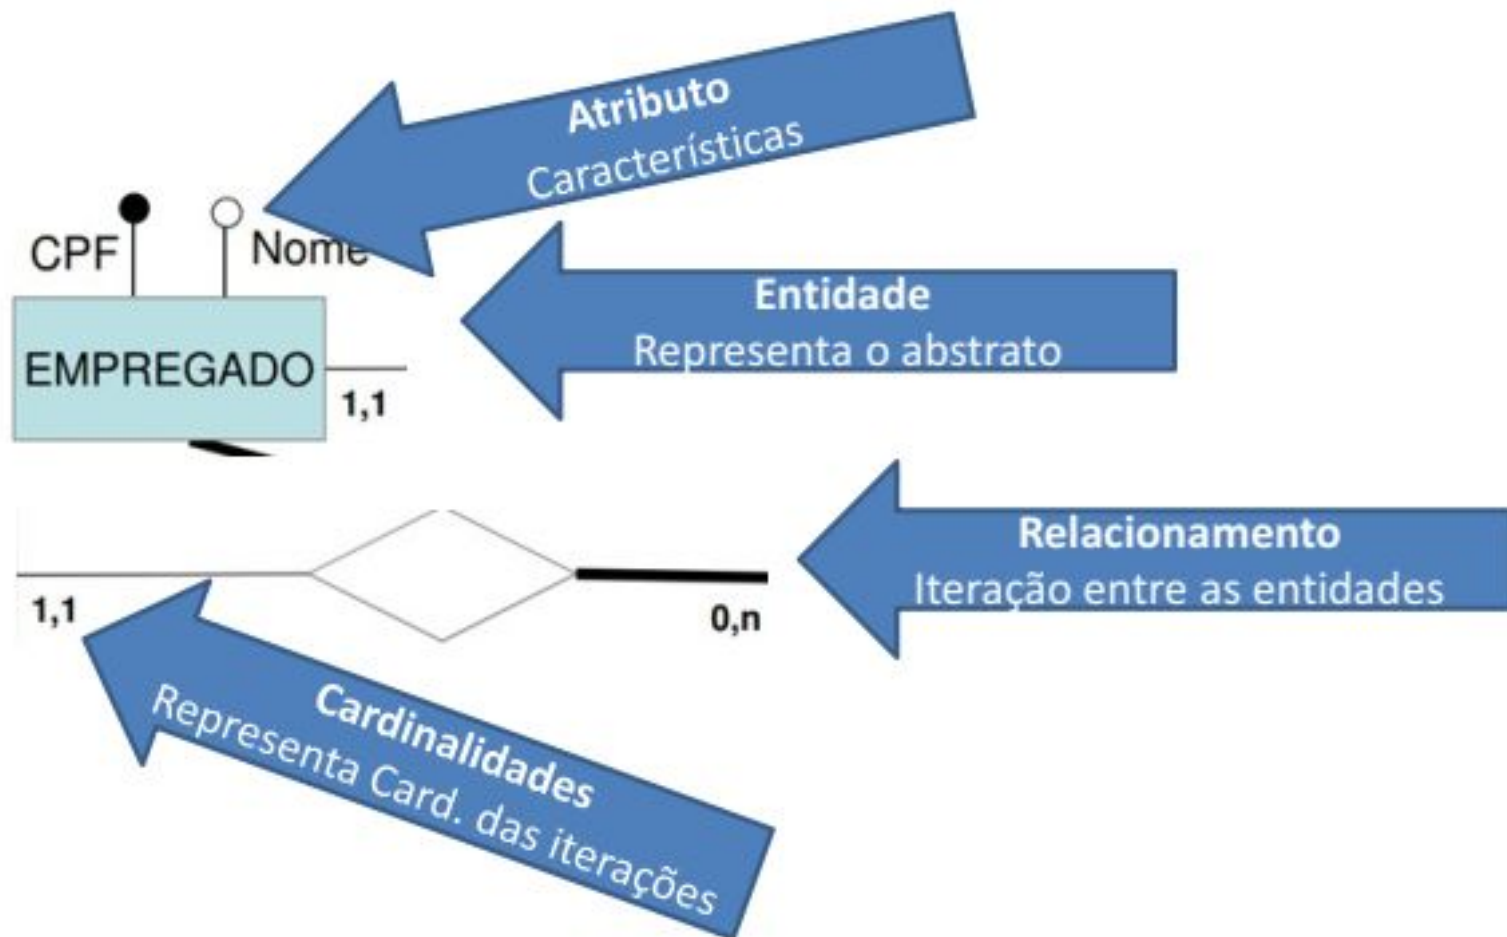 Atributo
Característícas
CPF
Nome
Entidade
Representa o abstrato
EMPREGADO
1,1
Relacionamento
Iteração entre as entidades
1,1
0,n
Cardinalidades
Representa Card. das iterações